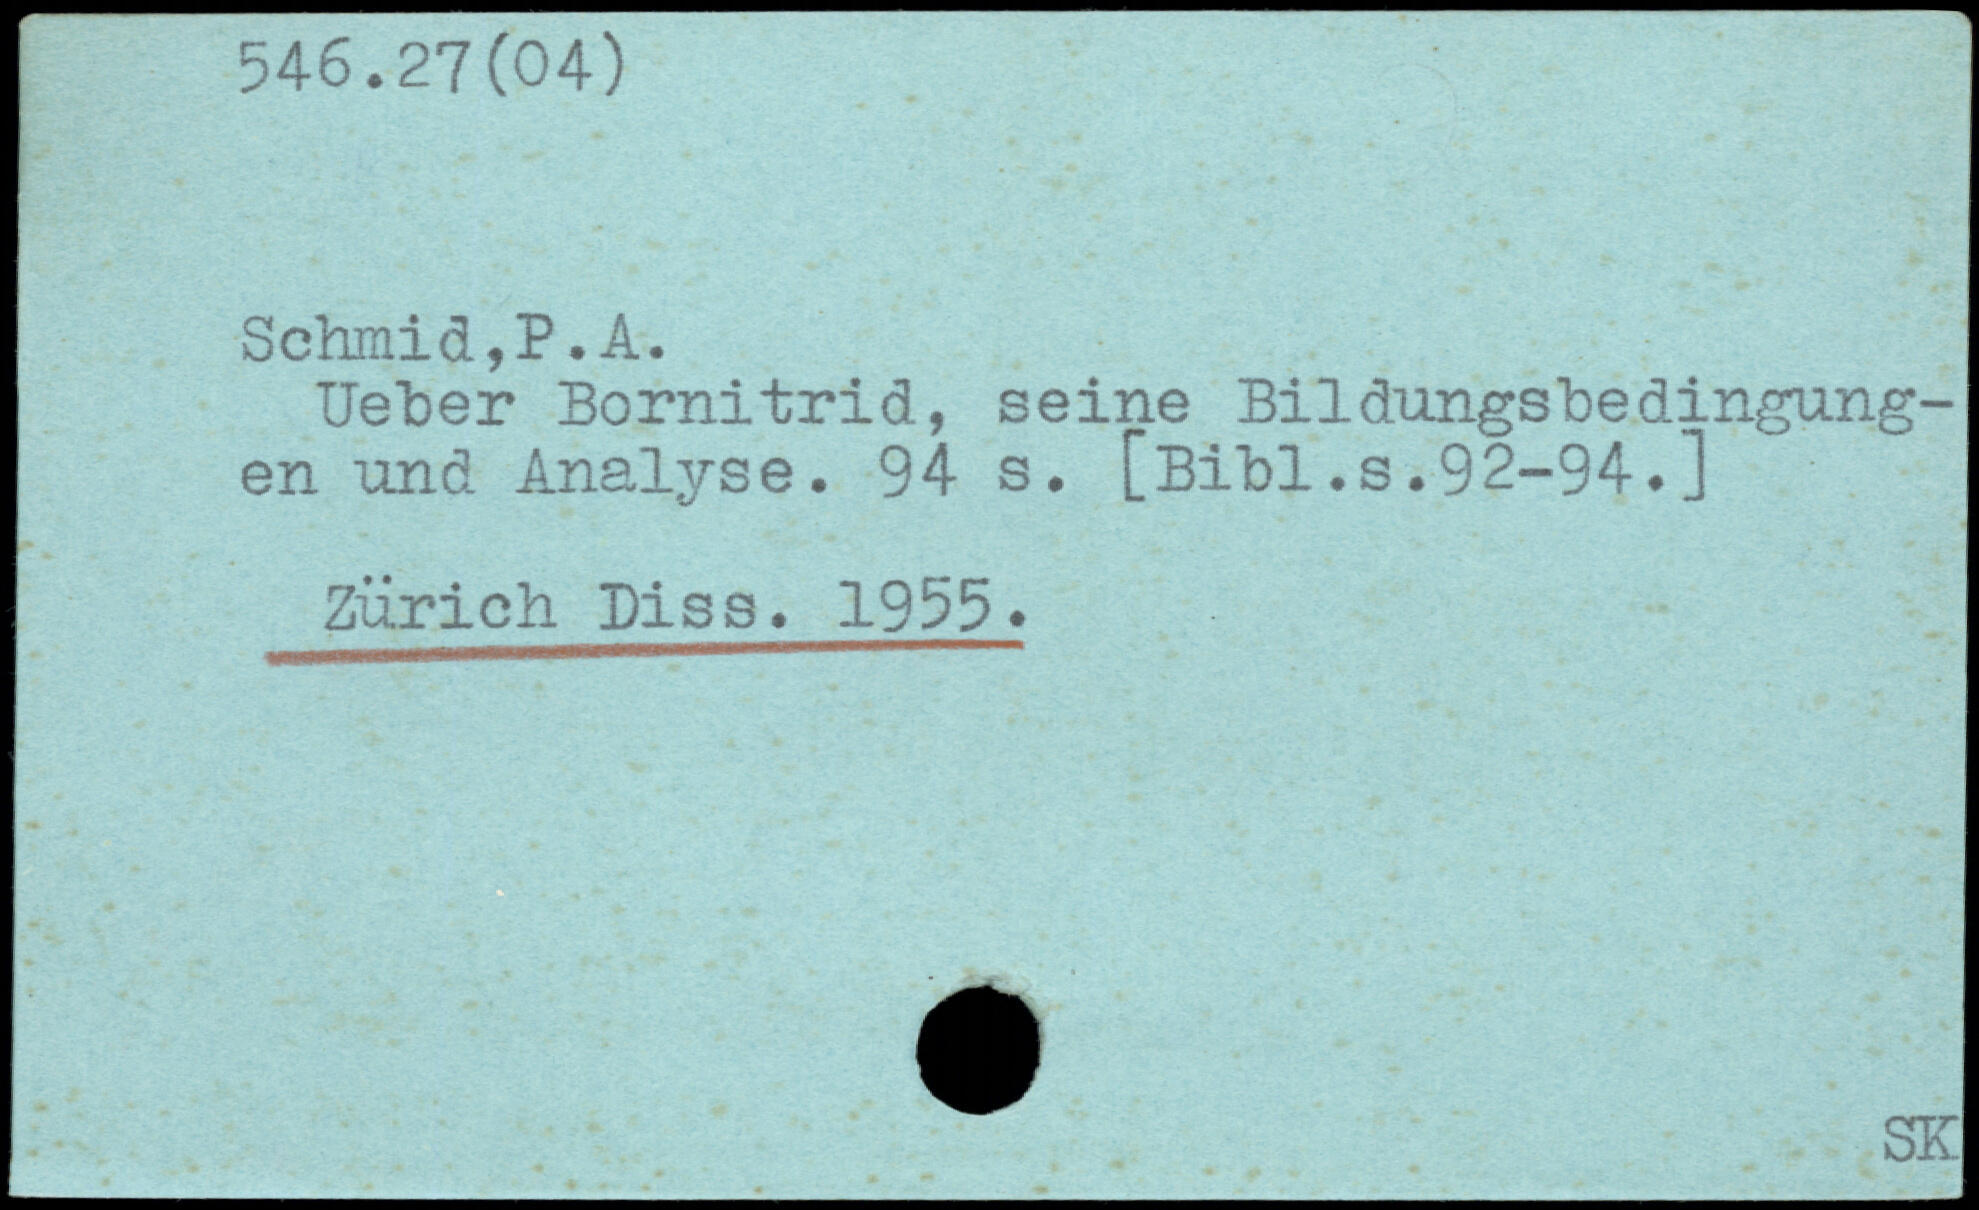 546.27(04)
Schmid,P.A.
Ueber Bornitrid, seine Bildungsbedingung-
en und Analyse. 94 s. [Bibl.s.92-94.]
Zürich Diss. 1955.
SK